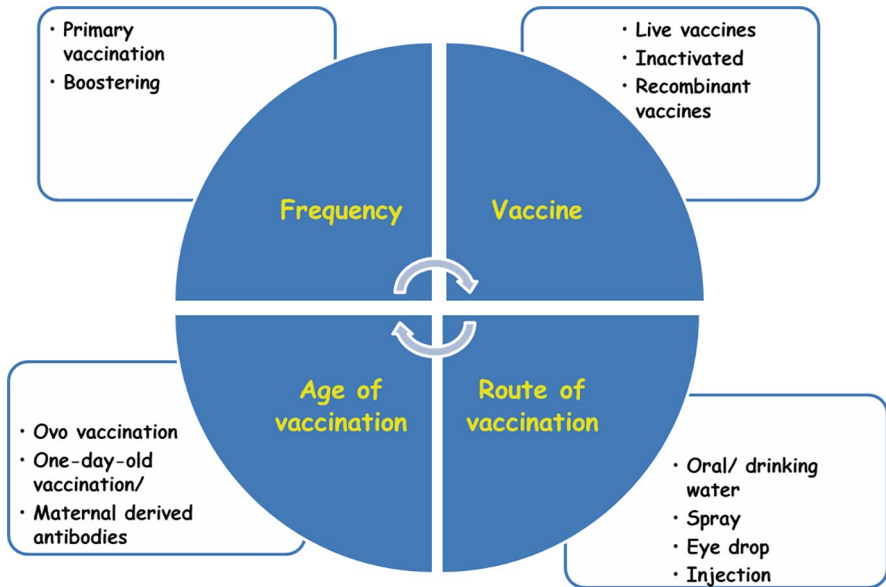 · Primary
vaccination
· Boostering
· Live vaccines
· Inactivated
· Recombinant
vaccines
Frequency
Vaccine
Age of
vaccination
Route of
vaccination
· Ovo vaccination
· One-day-old
vaccination/
· Maternal derived
antibodies
· Oral/ drinking
water
· Spray
· Eye drop
· Injection